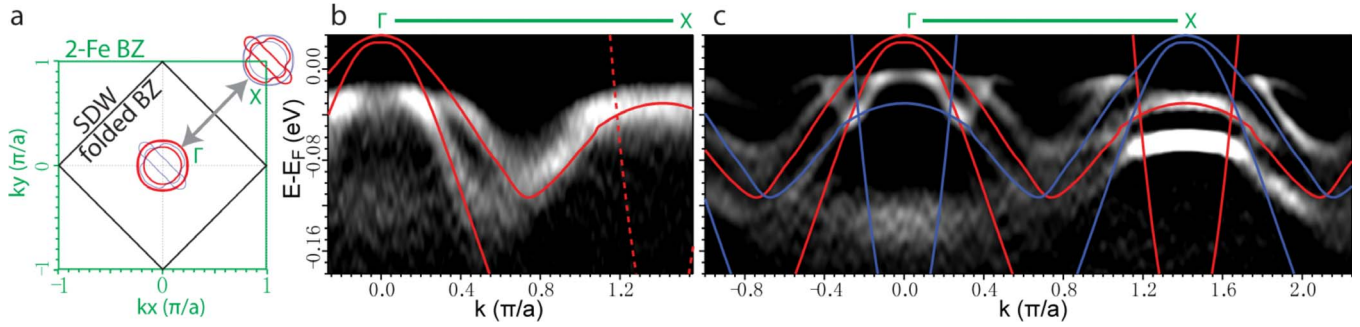 a
2-Fe BZ
SDW
folded BZ
X
Γ
1
0
−1
ky (π/a)
−1
0
1
kx (π/a)
b
Γ
X
0.00
−0.08
−0.16
E-EF (eV)
0.0
0.4
0.8
1.2
k (π/a)
c
Γ
X
−0.8
−0.4
0.0
0.4
0.8
1.2
1.6
2.0
k (π/a)